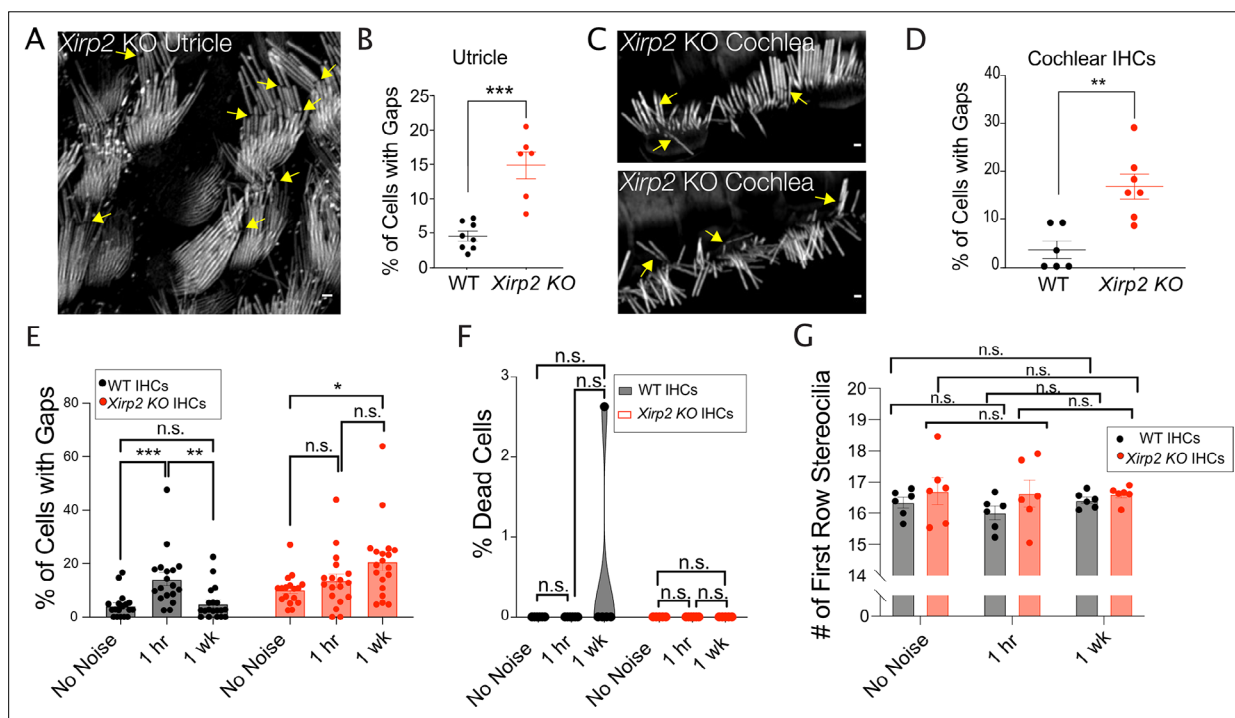 A
Xirp2 KO Utricle
B
Utricle
***
% of Cells with Gaps
25
20
15
10
5
0
WT
Xirp2 KO
C
Xirp2 KO Cochlea
Xirp2 KO Cochlea
D
Cochlear IHCs
**
% of Cells with Gaps
40
30
20
10
0
WT
Xirp2 KO
E
WT IHCs
Xirp2 KO IHCs
% of Cells with Gaps
80
60
40
20
0
n.s.
***
**
*
n.s.
n.s.
No Noise
1 hr
1 wk
No Noise
1 hr
1 wk
F
n.s.
n.s.
WT IHCs
Xirp2 KO IHCs
% Dead Cells
3
2
1
0
n.s.
n.s.
n.s.
n.s.
No Noise
1 hr
1 wk
No Noise
1 hr
1 wk
G
n.s.
n.s.
n.s.
n.s.
n.s.
n.s.
WT IHCs
Xirp2 KO IHCs
# of First Row Stereocilia
20
19
18
17
16
14
0
No Noise
1 hr
1 wk